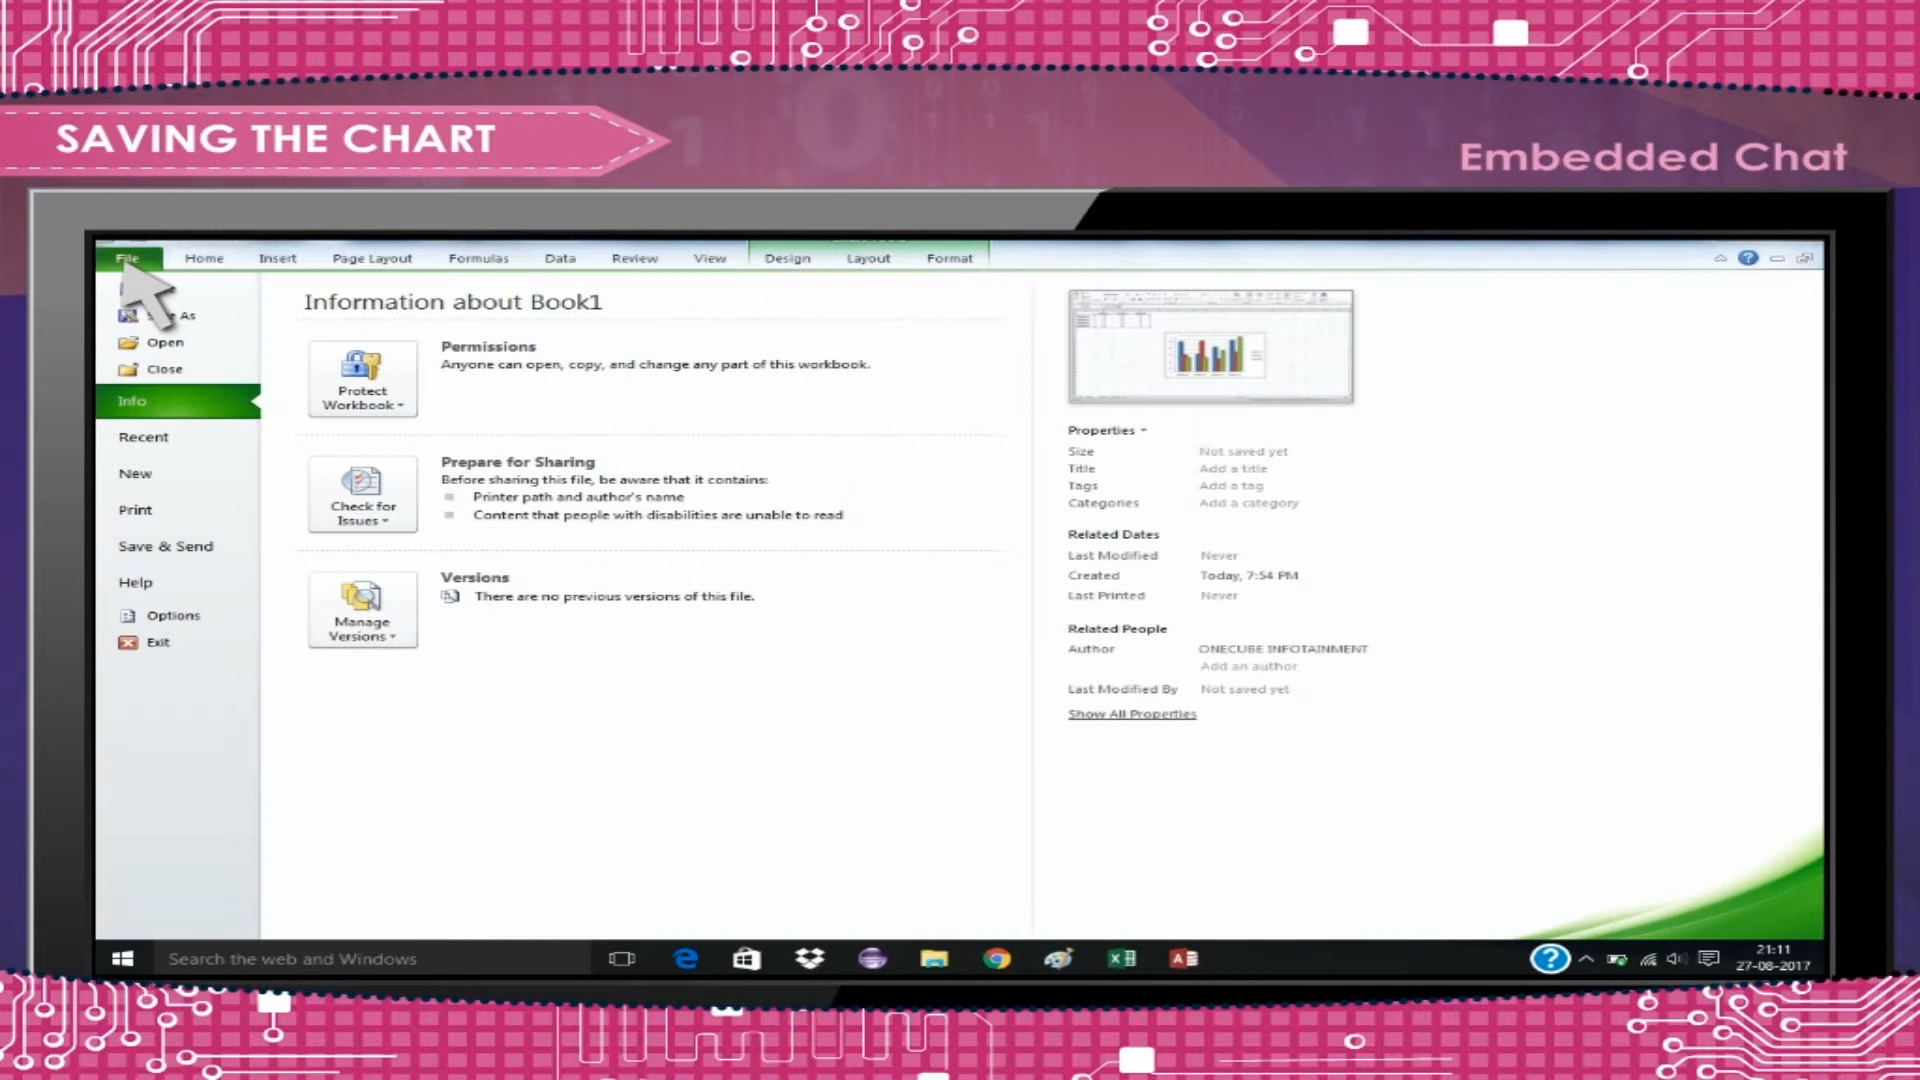 SAVING THE CHART
Embedded Chat
File Home Insert Page Layout Formulas Data Review View Design Layout Format
As
Open
Close
Info
Recent
New
Print
Save & Send
Help
Options
Exit
Information about Book1
Protect
Workbook
Permissions
Anyone can open, copy, and change any part of this workbook.
Check for
Issues
Prepare for Sharing
Before sharing this file, be aware that it contains:
Printer path and author's name
Content that people with disabilities are unable to read
Manage
Versions
Versions
There are no previous versions of this file.
Properties
Size Not saved yet
Title Add a title
Tags Add a tag
Categories Add a category
Related Dates
Last Modified Never
Created Today, 7:54 PM
Last Printed Never
Related People
Author ONECUBE INFOTAINMENT
Add an author
Last Modified By Not saved yet
Show All Properties
Search the web and Windows
21:11
27-08-2017